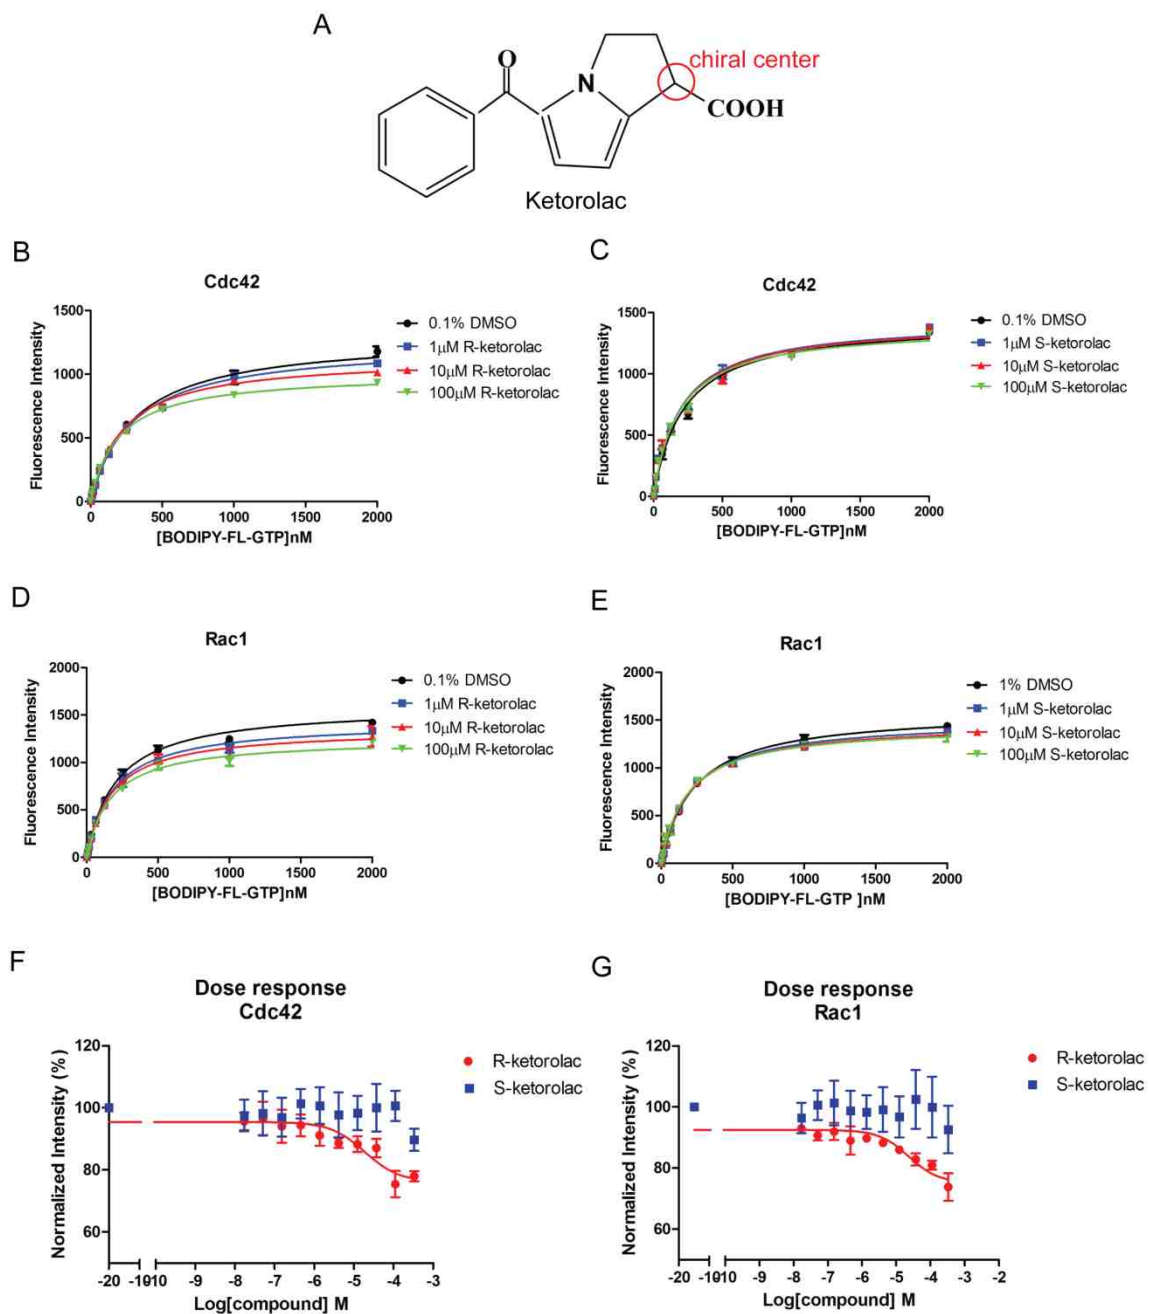 A
O
N
chiral center
COOH
Ketorolac
B
Cdc42
Fluorescence Intensity
1500
1000
500
0
0 500 1000 1500 2000
[BODIPY-FL-GTP]nM
0.1% DMSO
1μM R-ketorolac
10μM R-ketorolac
100μM R-ketorolac
C
Cdc42
Fluorescence Intensity
1500
1000
500
0
0 500 1000 1500 2000
[BODIPY-FL-GTP]nM
0.1% DMSO
1μM S-ketorolac
10μM S-ketorolac
100μM S-ketorolac
D
Rac1
Fluorescence Intensity
2000
1500
1000
500
0
0 500 1000 1500 2000
[BODIPY-FL-GTP]nM
0.1% DMSO
1μM R-ketorolac
10μM R-ketorolac
100μM R-ketorolac
E
Rac1
Fluorescence Intensity
2000
1500
1000
500
0
0 500 1000 1500 2000
[BODIPY-FL-GTP ]nM
1% DMSO
1μM S-ketorolac
10μM S-ketorolac
100μM S-ketorolac
F
Dose response
Cdc42
Normalized Intensity (%)
120
100
80
60
-20 -10 -10 -9 -8 -7 -6 -5 -4 -3
Log[compound] M
R-ketorolac
S-ketorolac
G
Dose response
Rac1
Normalized Intensity (%)
120
100
80
60
-20 -10 -10 -9 -8 -7 -6 -5 -4 -3 -2
Log[compound] M
R-ketorolac
S-ketorolac